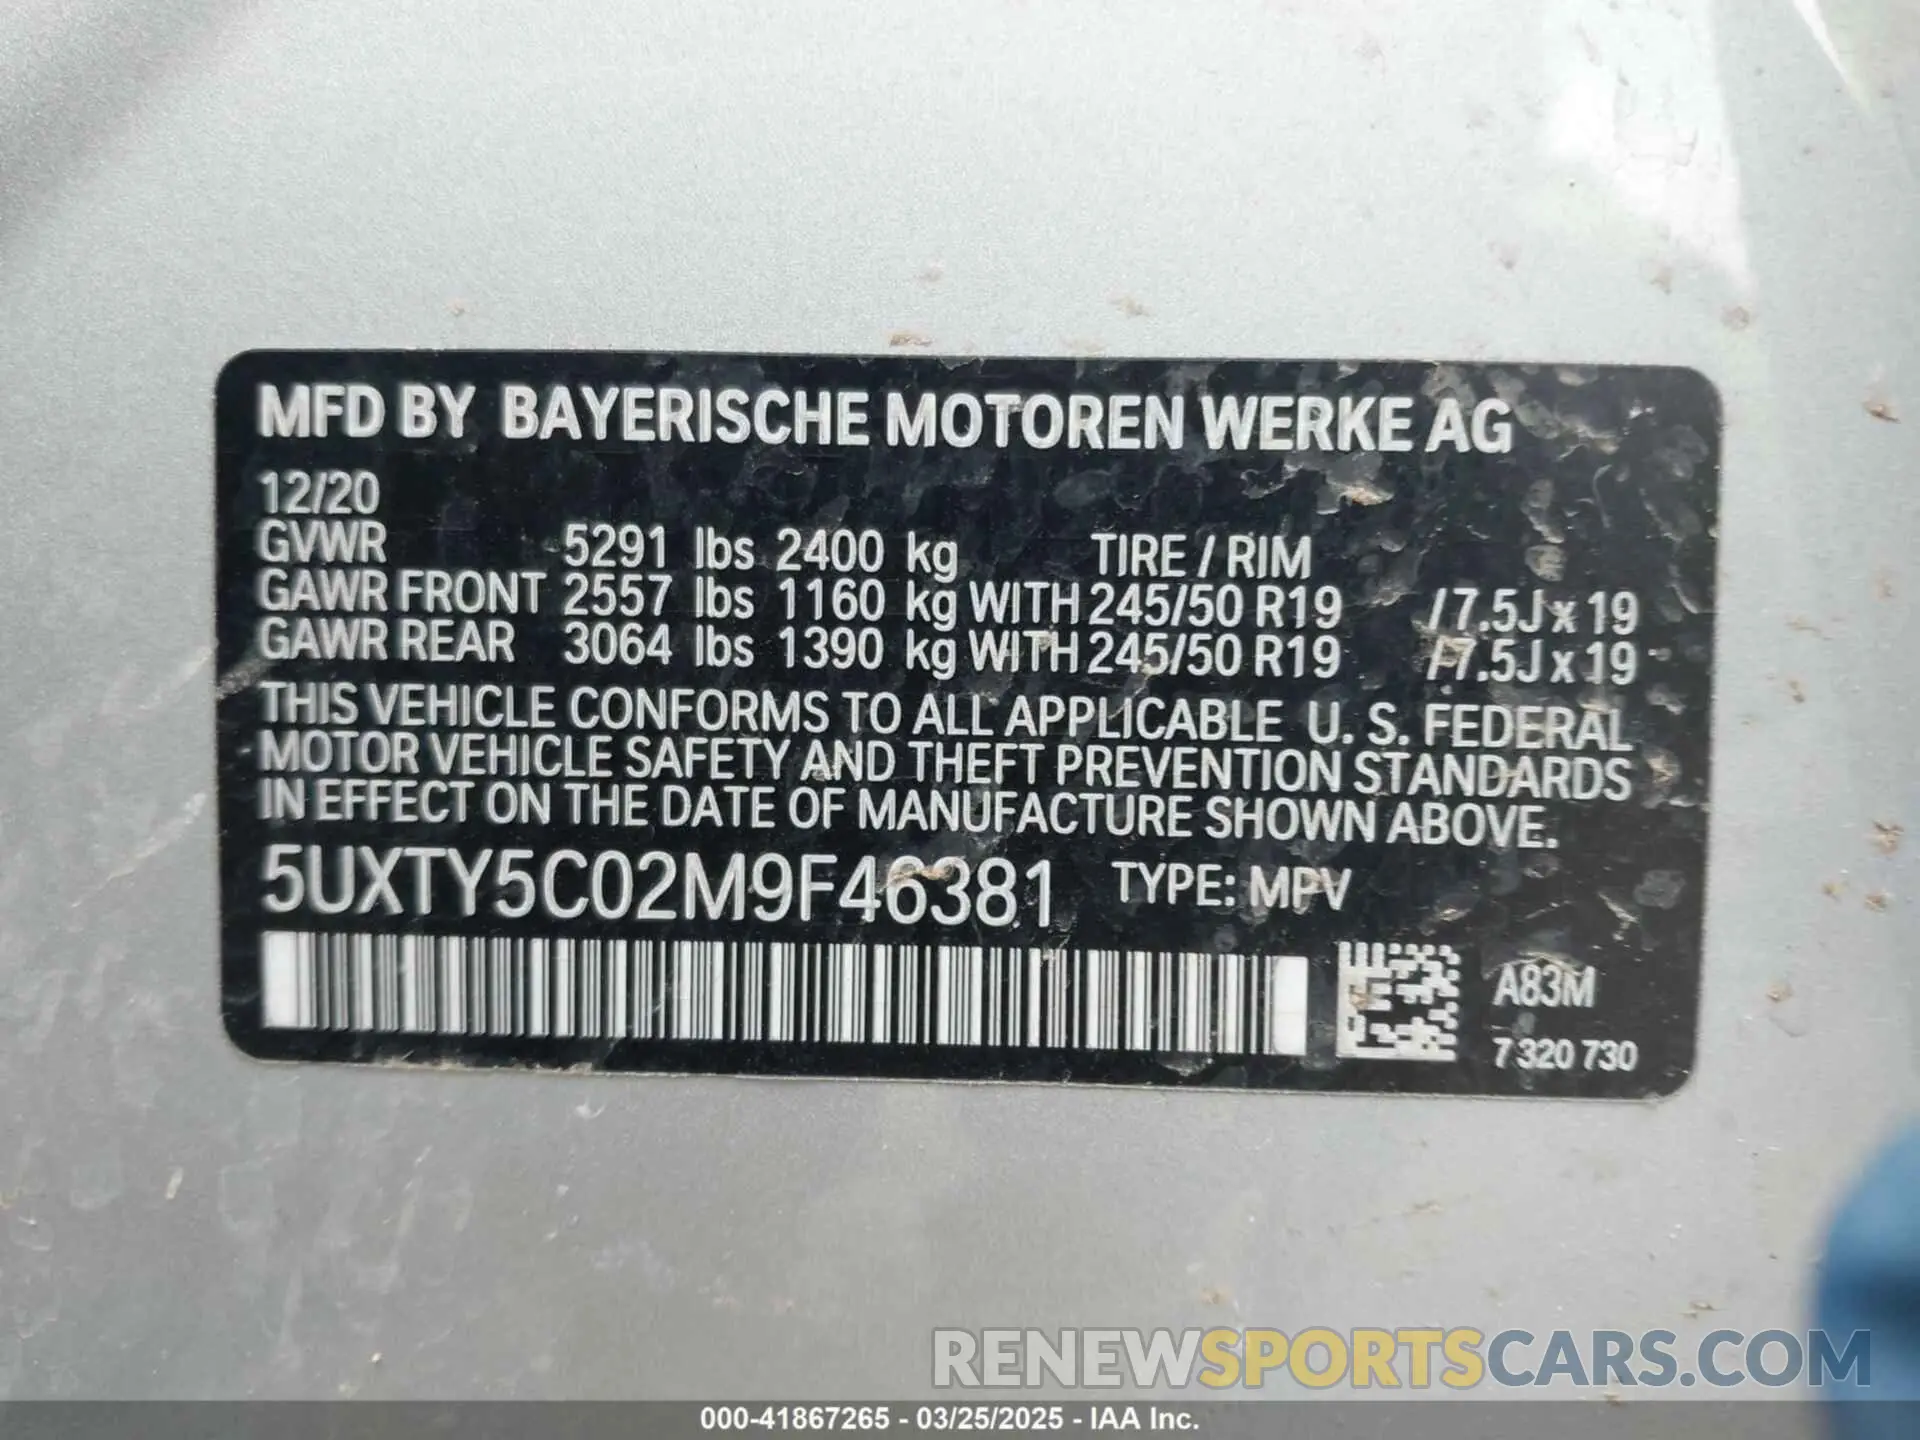 MFD BY BAYERISCHE MOTOREN WERKE AG
12/20
GVWR 5291 lbs 2400 kg TIRE / RIM
GAWR FRONT 2557 lbs 1160 kg WITH 245/50 R19 / 7.5J x 19
GAWR REAR 3064 lbs 1390 kg WITH 245/50 R19 / 7.5J x 19
THIS VEHICLE CONFORMS TO ALL APPLICABLE U. S. FEDERAL
MOTOR VEHICLE SAFETY AND THEFT PREVENTION STANDARDS
IN EFFECT ON THE DATE OF MANUFACTURE SHOWN ABOVE.
5UXTY5C02M9F46381 TYPE: MPV
A83M
7 320 730
RENEWSPORTSCARS.COM
000-41867265 - 03/25/2025 - IAA Inc.